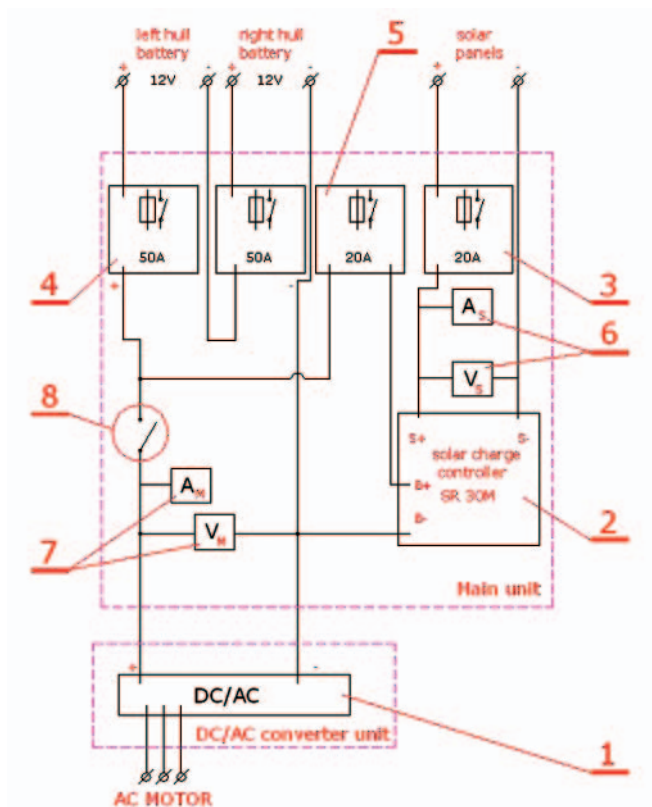 left hull
battery
right hull
battery
5
solar
panels
+ 12V -
+ 12V -
+ -
50A
50A
20A
20A
4
3
+
-
A S
6
V S
8
S+
S-
solar charge
controller
SR 30M
B+
B-
2
A M
7
V M
Main unit
+
-
DC/AC
DC/AC converter unit
1
AC MOTOR